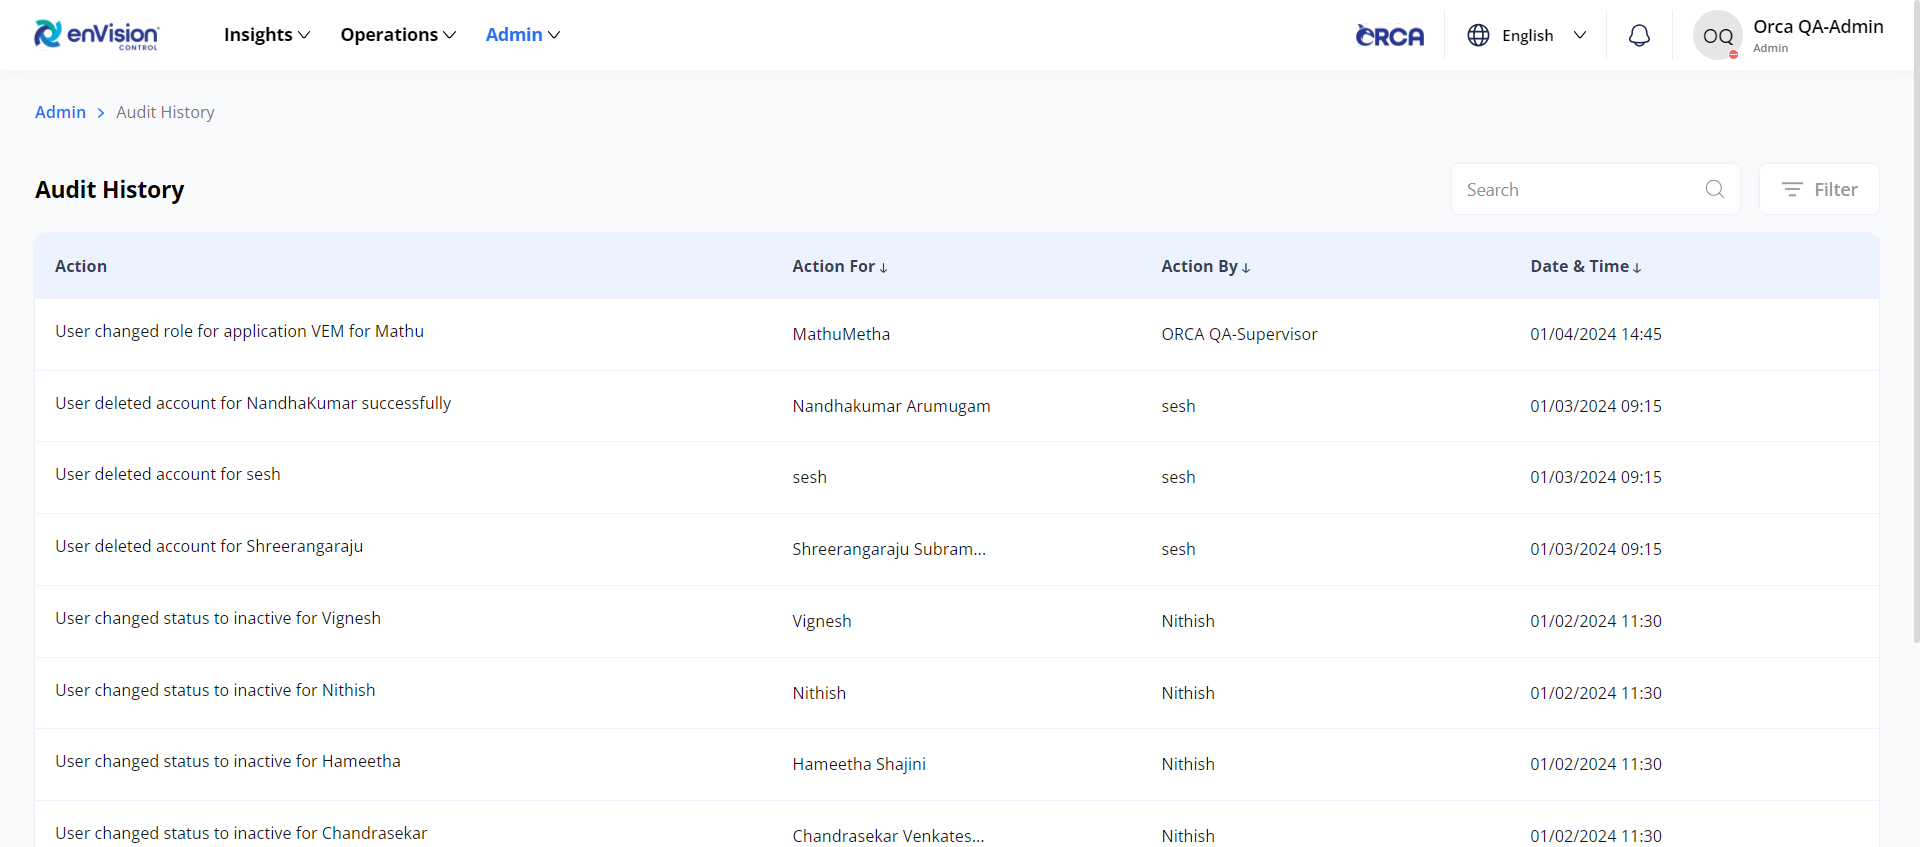 enVision CONTROL Insights Operations Admin ORCA English OQ Orca QA-Admin
Admin
Admin > Audit History
Audit History Search Filter
Action Action For ↓ Action By ↓ Date & Time ↓
User changed role for application VEM for Mathu MathuMetha ORCA QA-Supervisor 01/04/2024 14:45
User deleted account for NandhaKumar successfully Nandhakumar Arumugam sesh 01/03/2024 09:15
User deleted account for sesh sesh sesh 01/03/2024 09:15
User deleted account for Shreerangaraju Shreerangaraju Subram... sesh 01/03/2024 09:15
User changed status to inactive for Vignesh Vignesh Nithish 01/02/2024 11:30
User changed status to inactive for Nithish Nithish Nithish 01/02/2024 11:30
User changed status to inactive for Hameetha Hameetha Shajini Nithish 01/02/2024 11:30
User changed status to inactive for Chandrasekar Chandrasekar Venkates... Nithish 01/02/2024 11:30